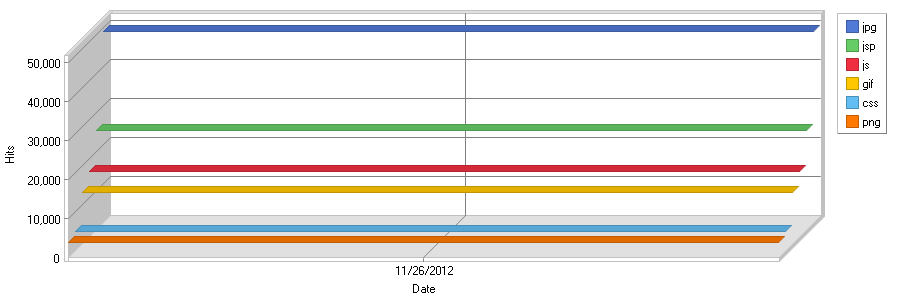 50,000
40,000
30,000
20,000
10,000
0
Hits
11/26/2012
Date
jpg
jsp
js
gif
css
png